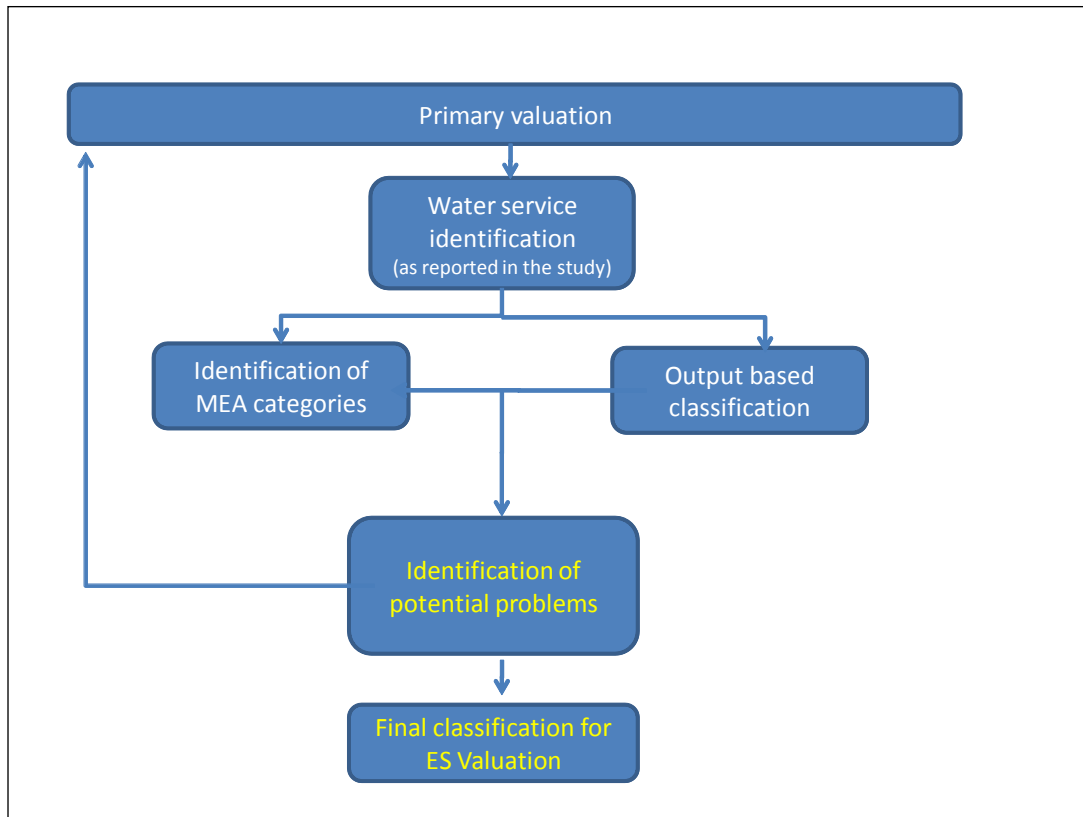 Primary valuation
Water service
identification
(as reported in the study)
Identification of
MEA categories
Output based
classification
Identification of
potential problems
Final classification for
ES Valuation